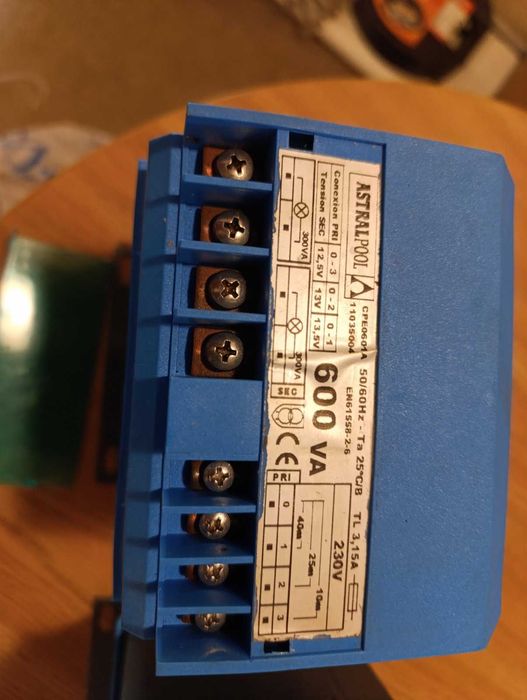 ASTRALPOOL
CPE0601A 50/60Hz - Ta 25°C/B TL 3,15A
11035004 EN61558-2-6
Conexion PRI 0 - 3 0 - 2 0 - 1
Tension SEC 12,5V 13V 13,5V
600 VA
230V
300VA
300VA
SEC
CE
PRI
0 1 2 3
40m
25m
10m